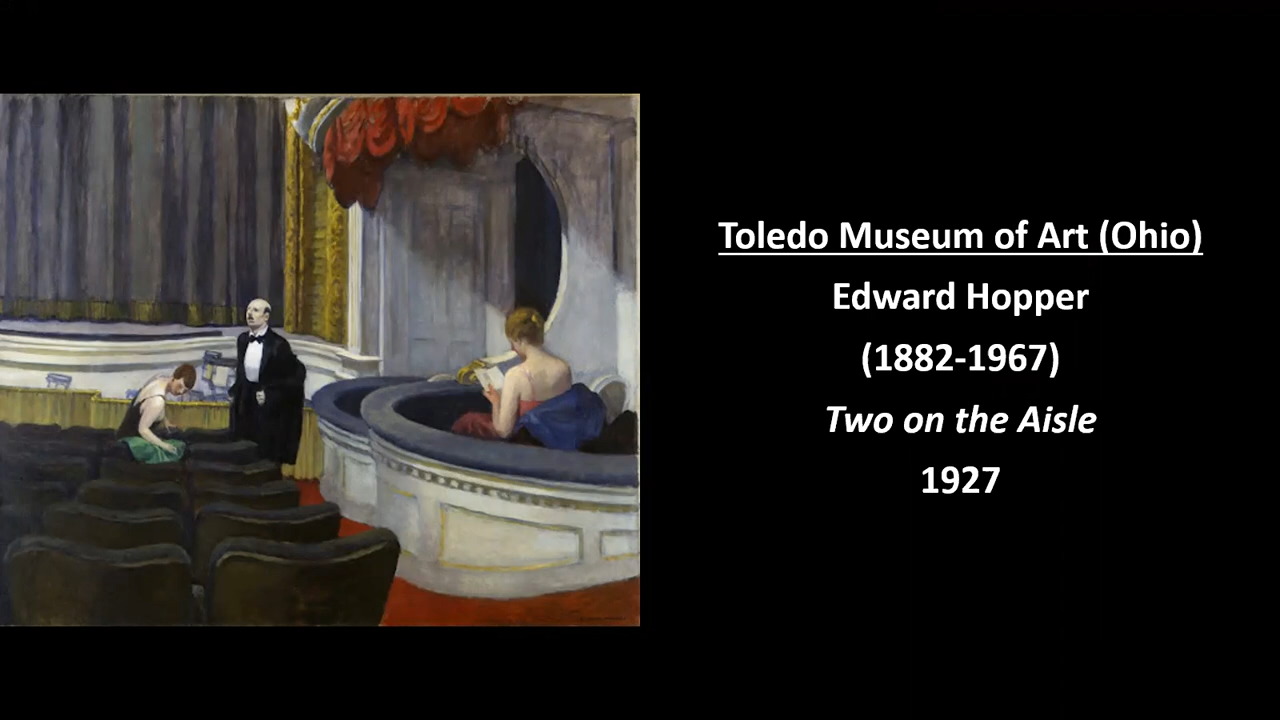 Toledo Museum of Art (Ohio)
Edward Hopper
(1882-1967)
Two on the Aisle
1927